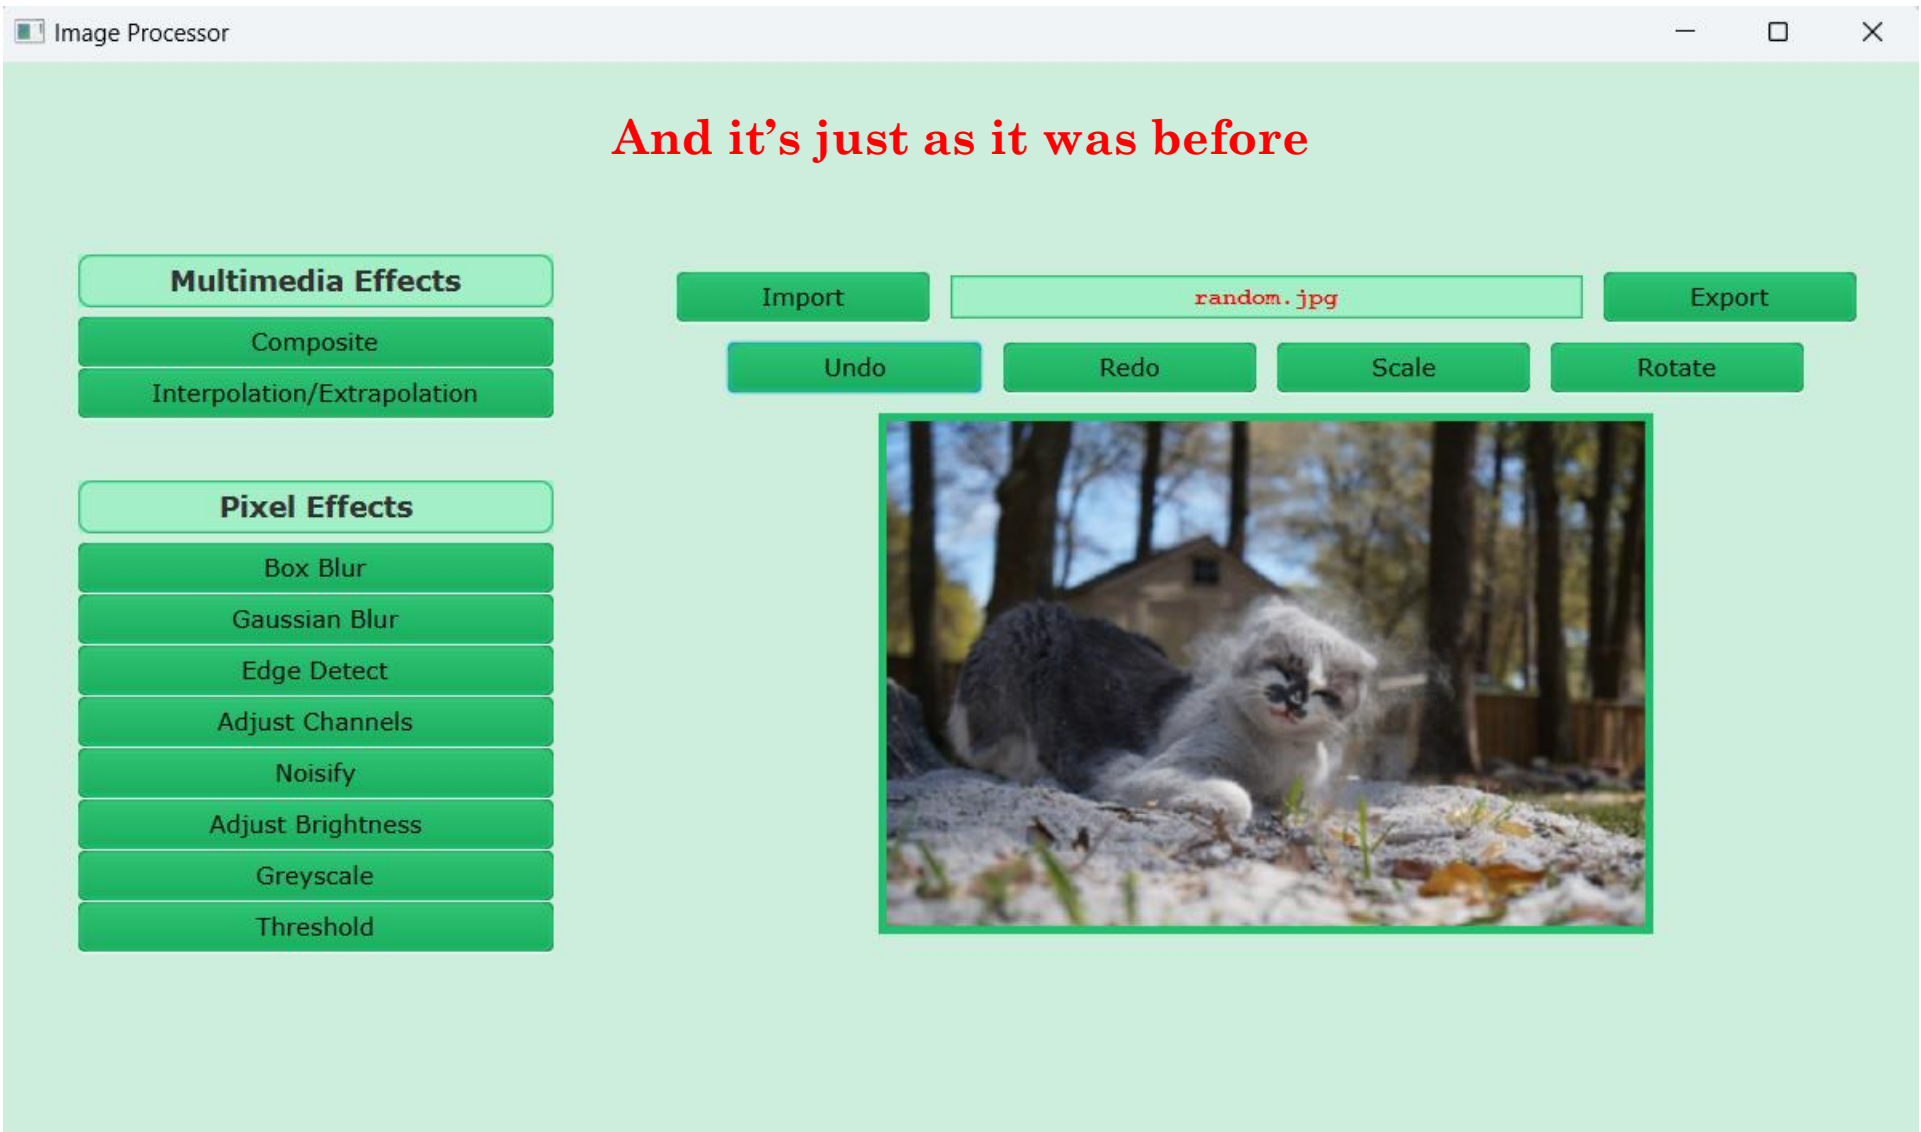 Image Processor
And it’s just as it was before
Multimedia Effects
Composite
Interpolation/Extrapolation
Pixel Effects
Box Blur
Gaussian Blur
Edge Detect
Adjust Channels
Noisify
Adjust Brightness
Greyscale
Threshold
Import
random.jpg
Export
Undo
Redo
Scale
Rotate